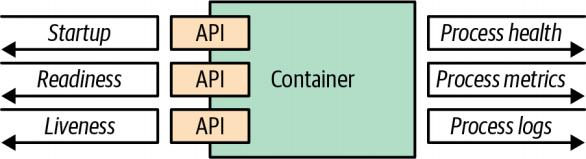 Startup API Process health
Readiness API Container Process metrics
Liveness API Process logs